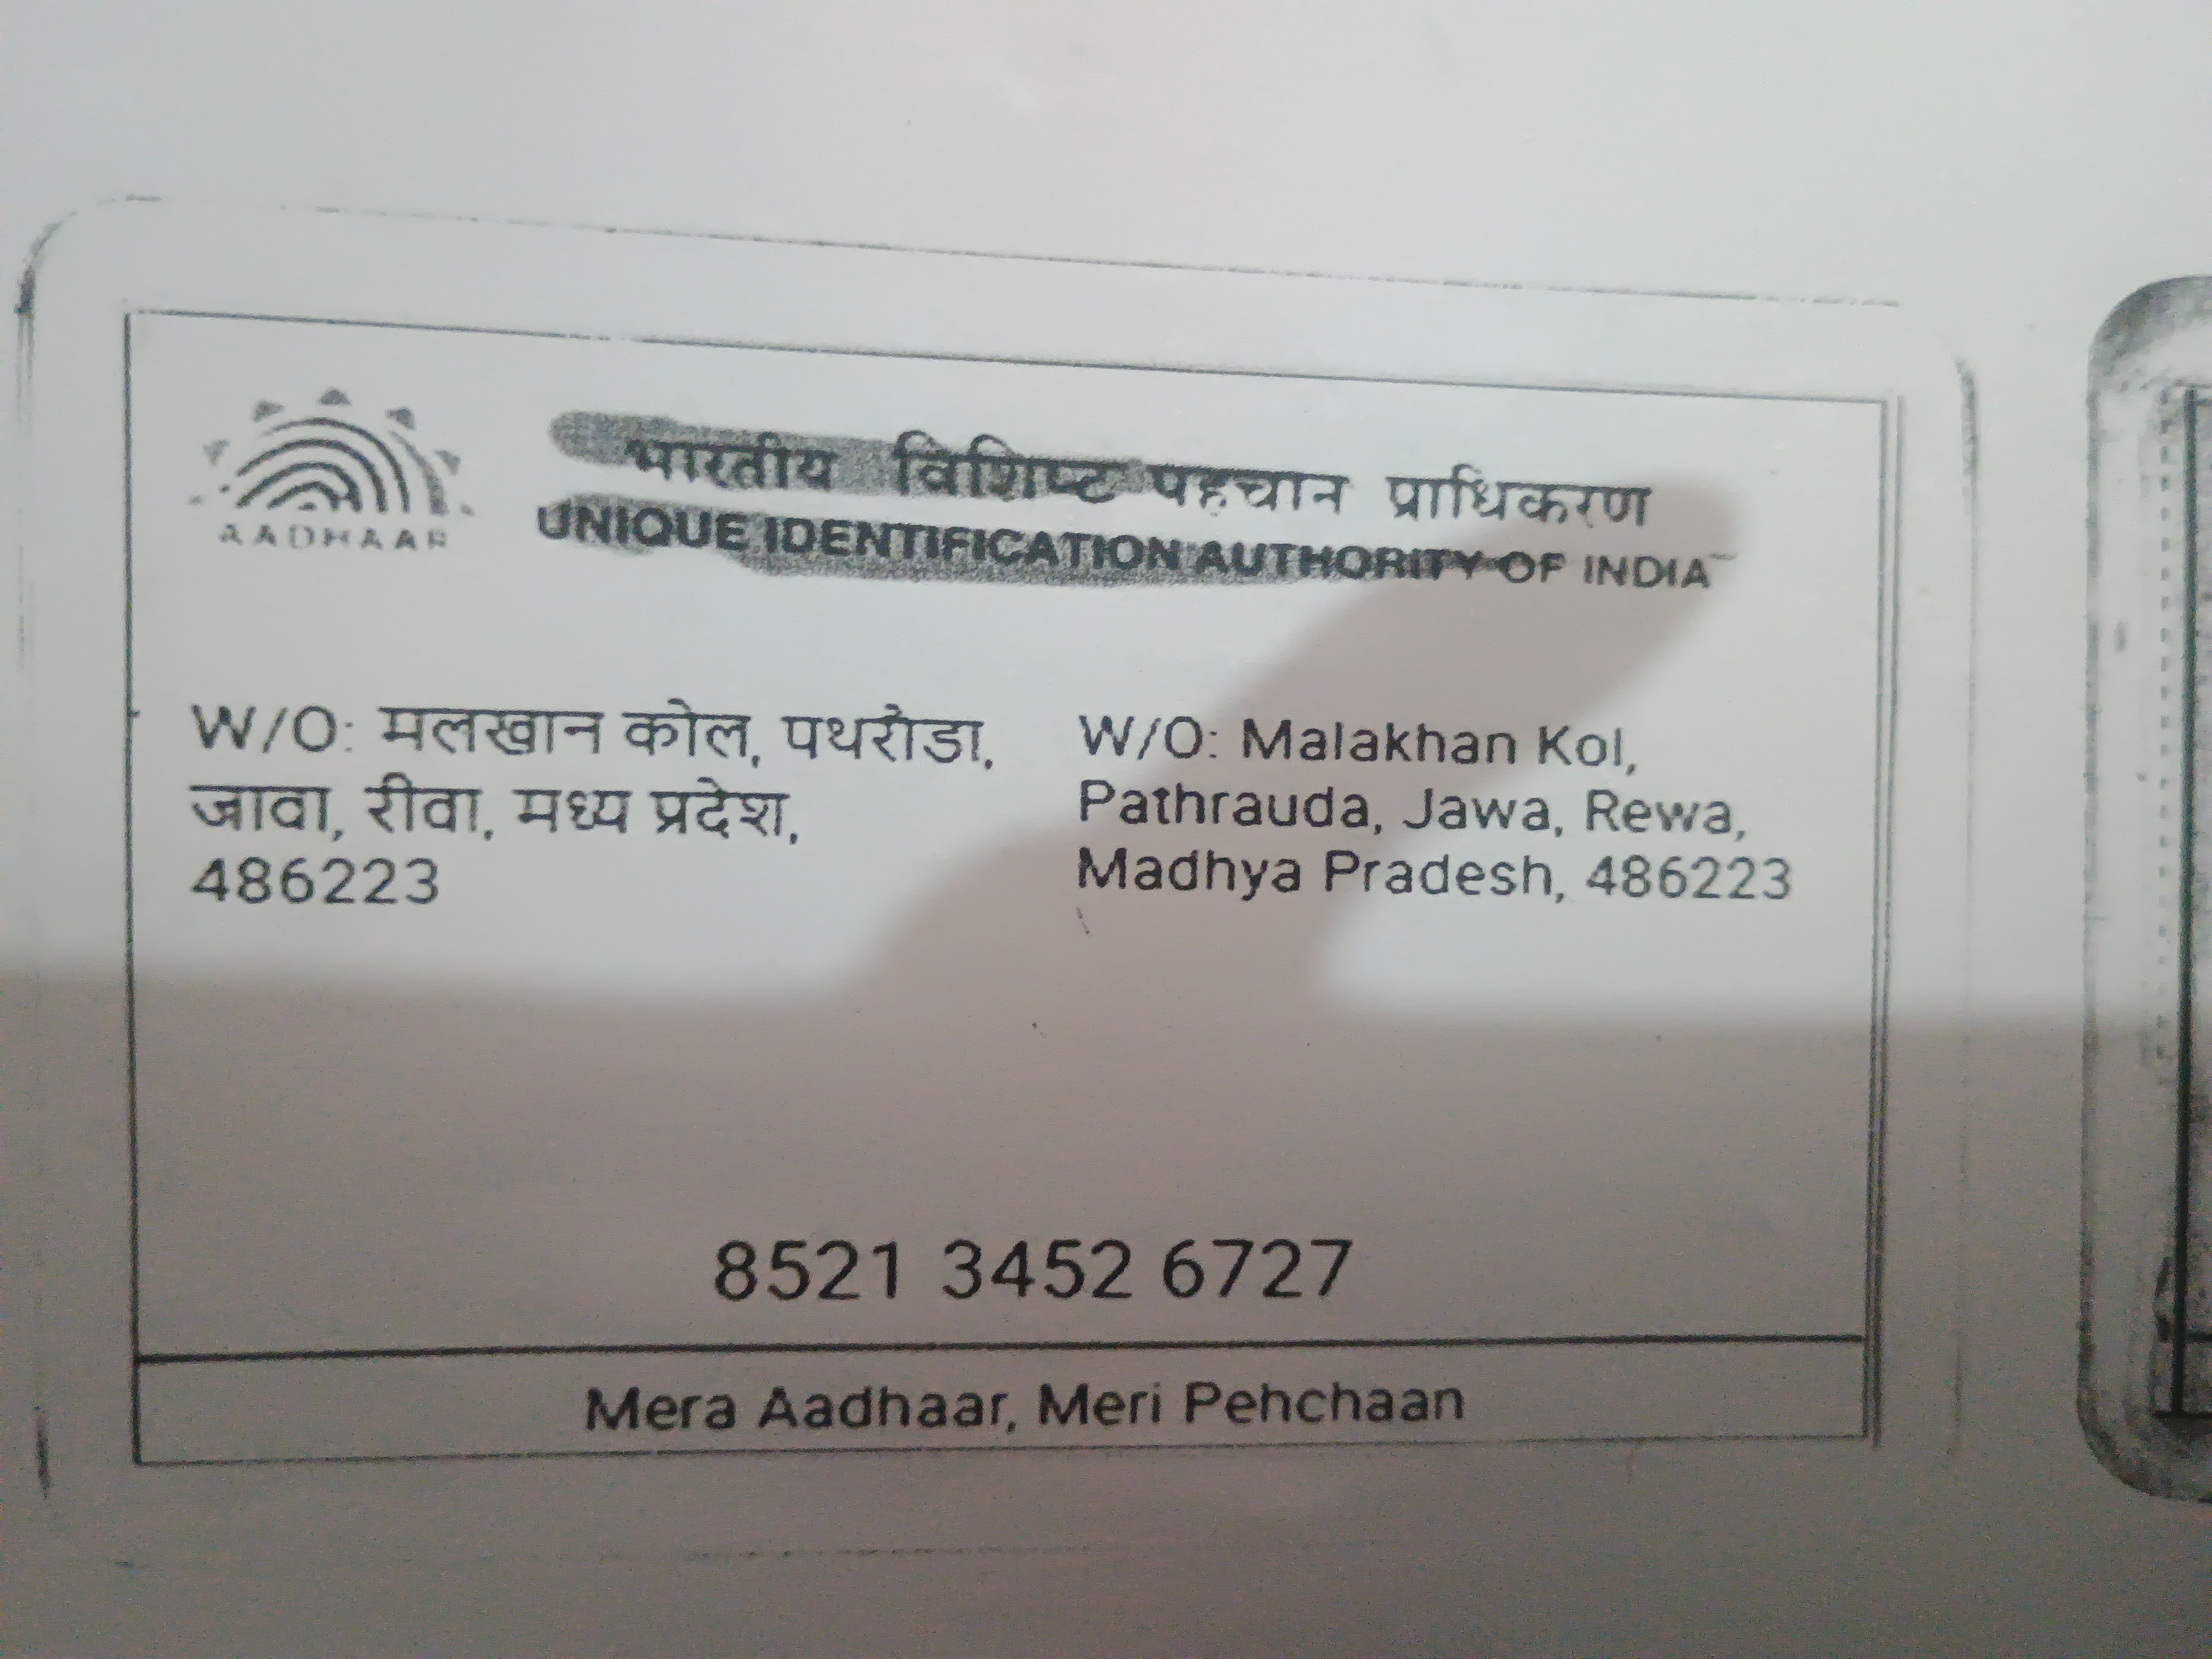 AADHAAR
भारतीय विशिष्ट पहचान प्राधिकरण
UNIQUE IDENTIFICATION AUTHORITY OF INDIA
W/O: मलखान कोल, पथरौडा,
जावा, रीवा, मध्य प्रदेश,
486223
W/O: Malakhan Kol,
Pathrauda, Jawa, Rewa,
Madhya Pradesh, 486223
8521 3452 6727
Mera Aadhaar, Meri Pehchaan